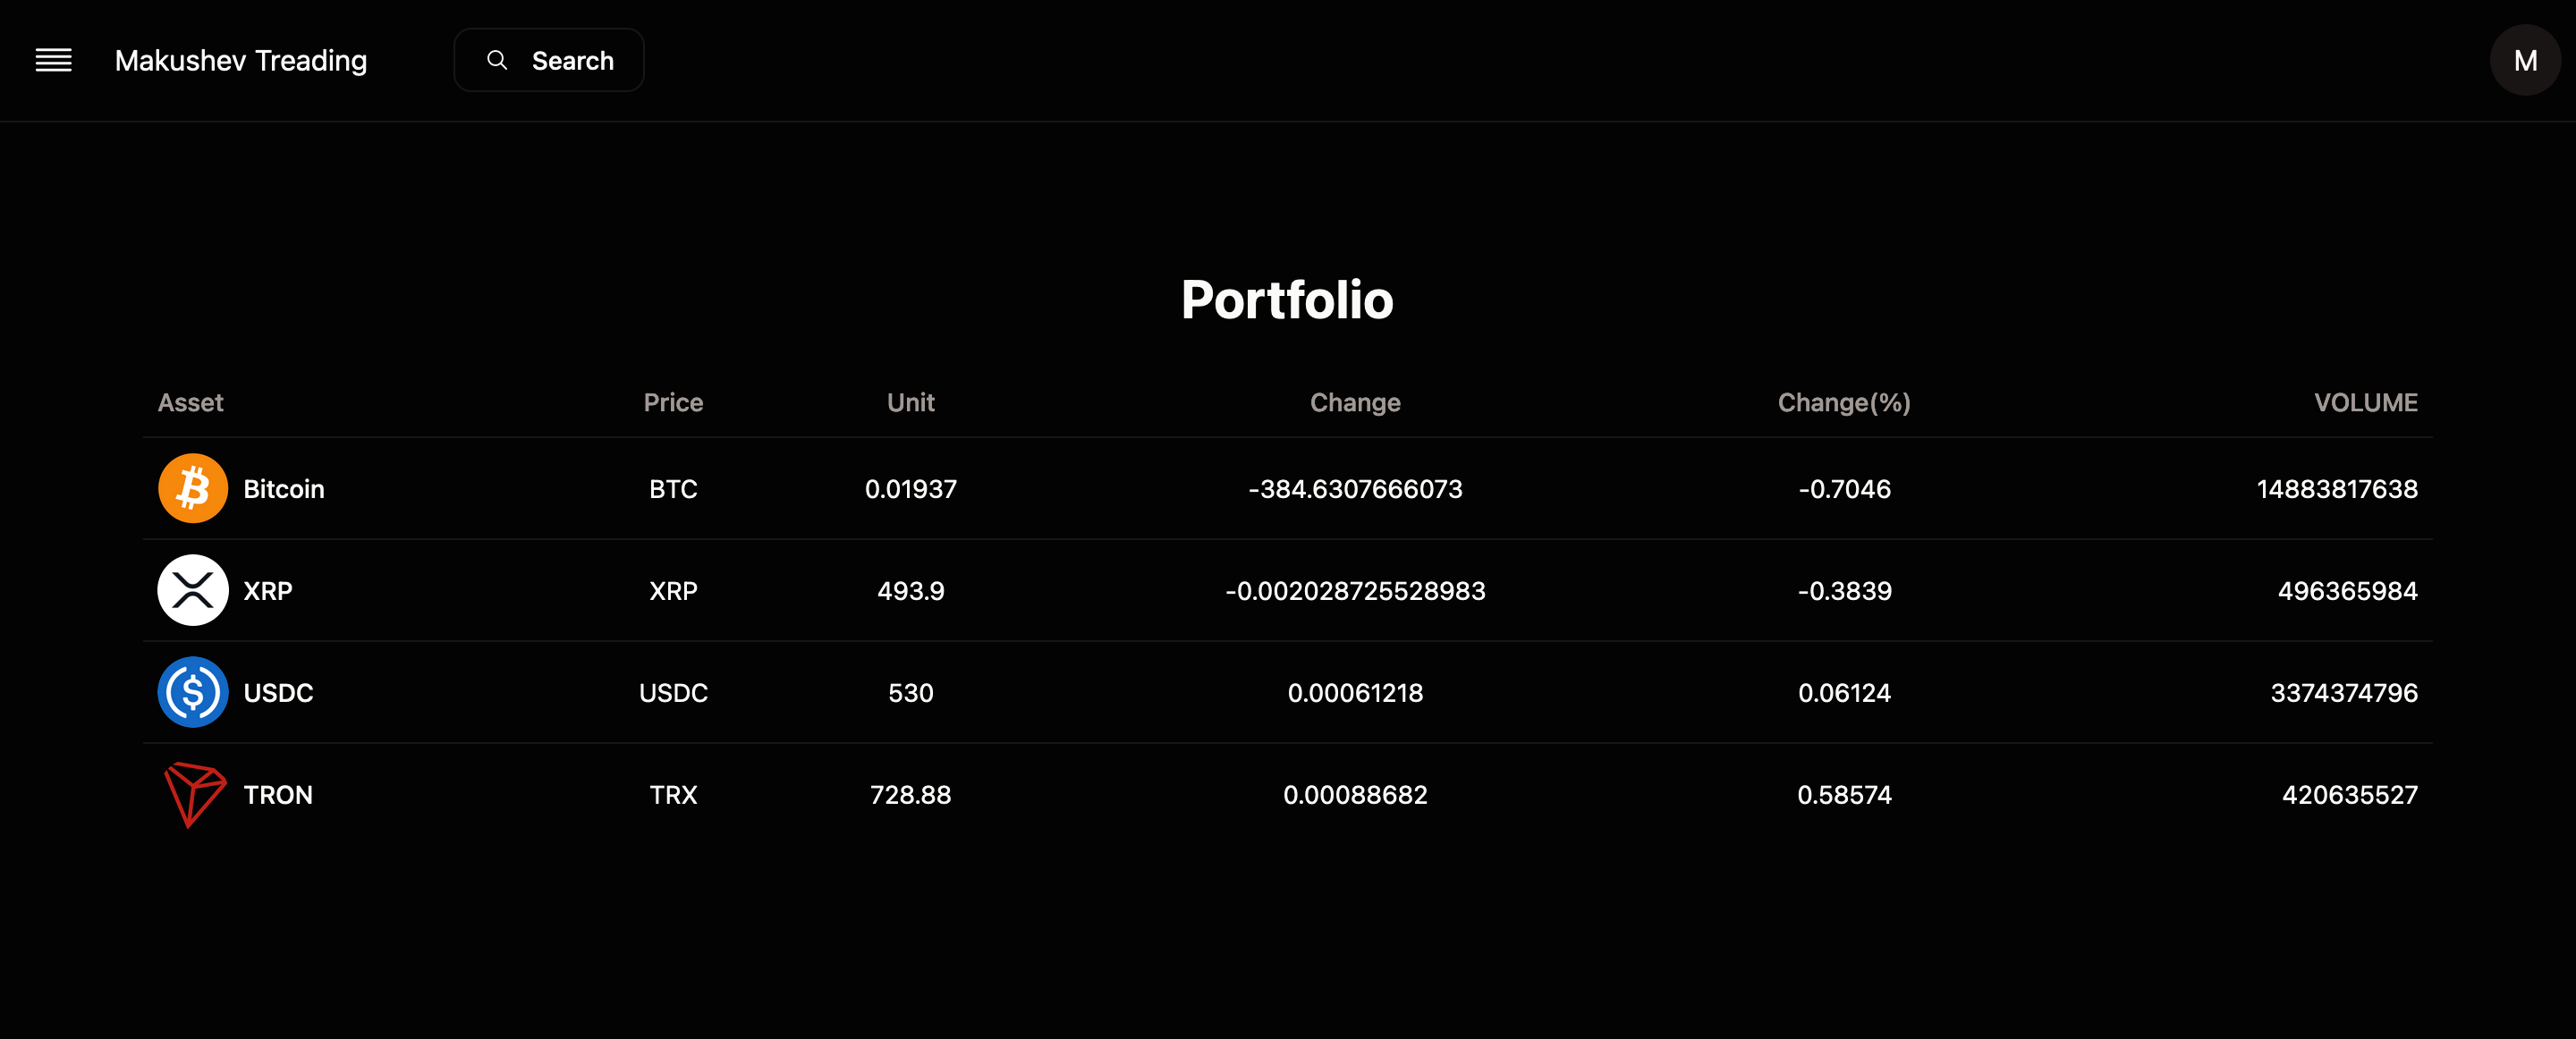 Makushev Treading Search M
Portfolio
Asset Price Unit Change Change(%) VOLUME
Bitcoin BTC 0.01937 -384.6307666073 -0.7046 14883817638
XRP XRP 493.9 -0.002028725528983 -0.3839 496365984
USDC USDC 530 0.00061218 0.06124 3374374796
TRON TRX 728.88 0.00088682 0.58574 420635527